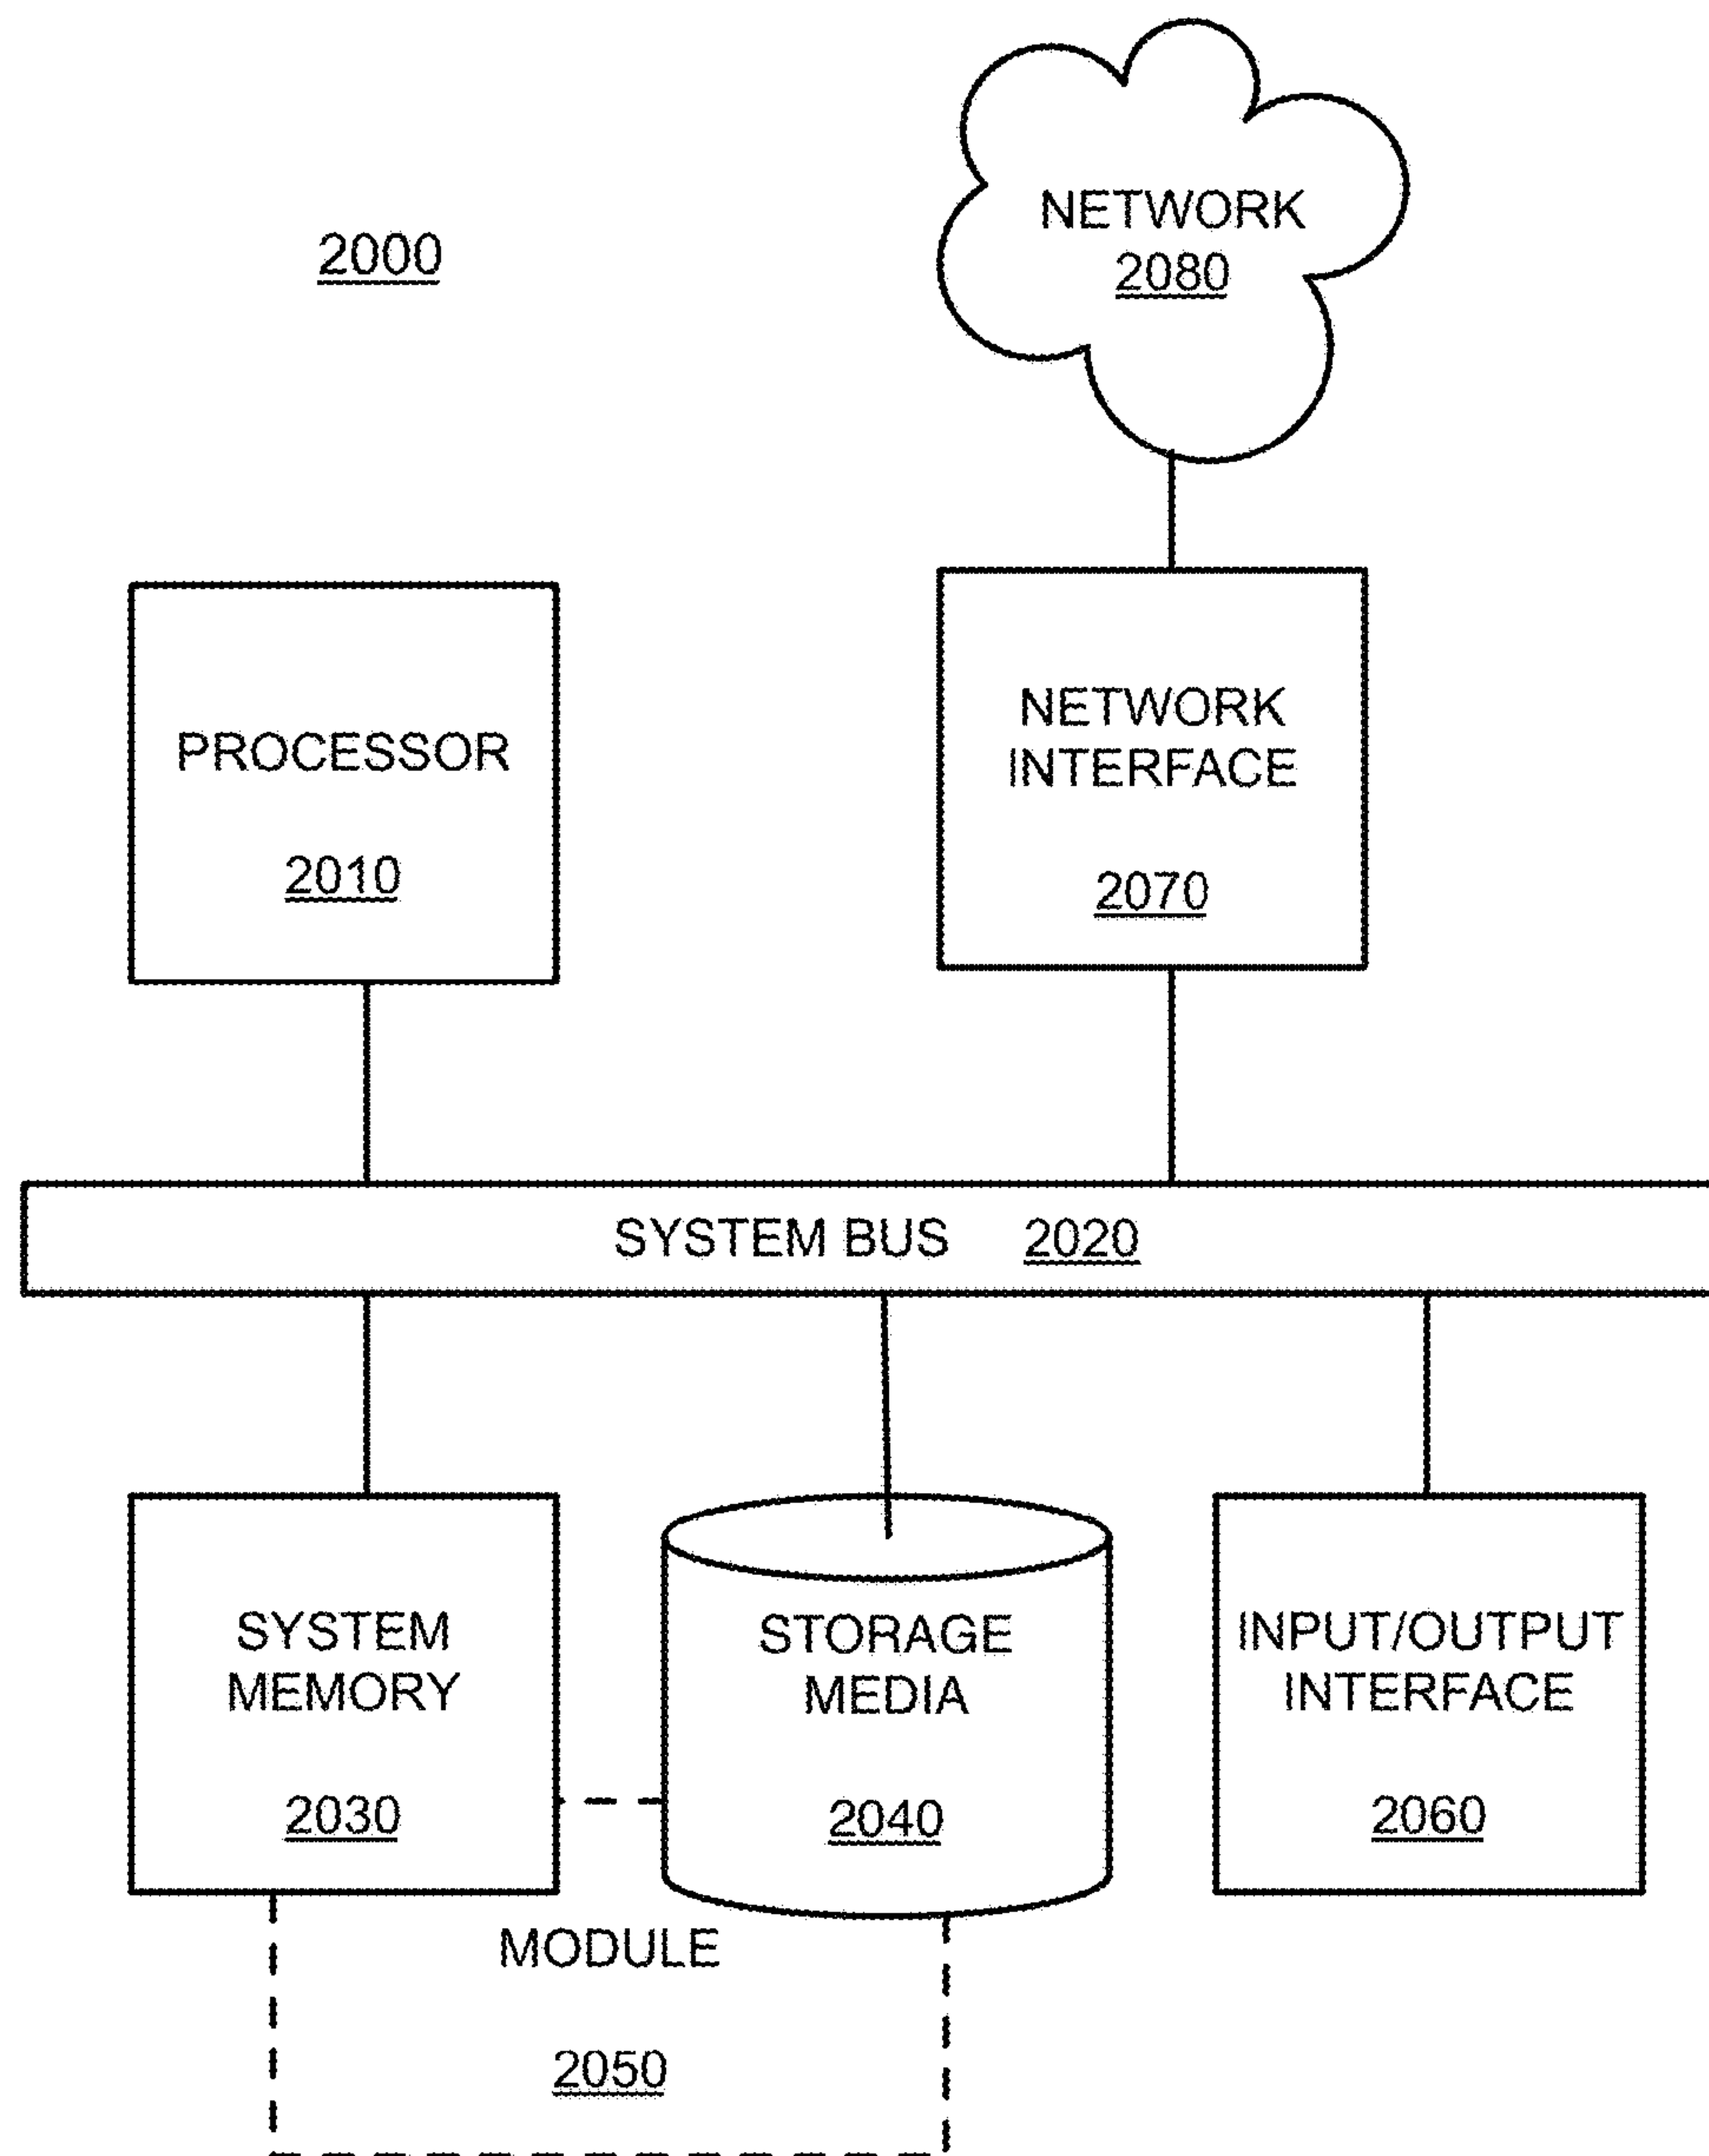 NETWORK
2080
2000
PROCESSOR
2010
NETWORK
INTERFACE
2070
SYSTEM BUS 2020
SYSTEM
MEMORY
2030
STORAGE
MEDIA
2040
INPUT/OUTPUT
INTERFACE
2060
MODULE
2050